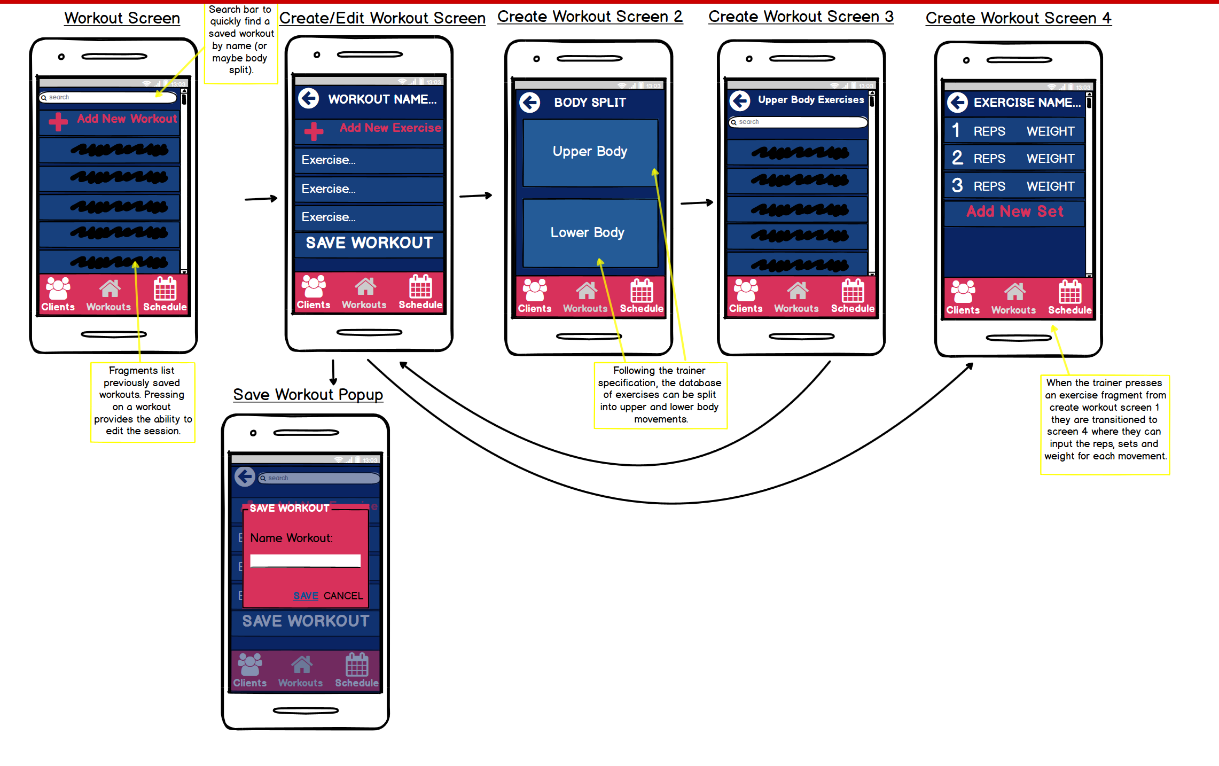 Workout Screen
Search bar to
quickly find a
saved workout
by name (or
maybe body
split).
search
Add New Workout
Clients Workouts Schedule
Fragments list
previously saved
workouts. Pressing
on a workout
provides the ability to
edit the session.
Create/Edit Workout Screen
WORKOUT NAME...
Add New Exercise
Exercise...
Exercise...
Exercise...
SAVE WORKOUT
Clients Workouts Schedule
Create Workout Screen 2
BODY SPLIT
Upper Body
Lower Body
Clients Workouts Schedule
Following the trainer
specification, the database
of exercises can be split
into upper and lower body
movements.
Create Workout Screen 3
Upper Body Exercises
search
Clients Workouts Schedule
Create Workout Screen 4
EXERCISE NAME...
1 REPS WEIGHT
2 REPS WEIGHT
3 REPS WEIGHT
Add New Set
Clients Workouts Schedule
When the trainer presses
an exercise fragment from
create workout screen 1
they are transitioned to
screen 4 where they can
input the reps, sets and
weight for each movement.
Save Workout Popup
search
SAVE WORKOUT
E
Name Workout:
E
E
SAVE CANCEL
SAVE WORKOUT
Clients Workouts Schedule